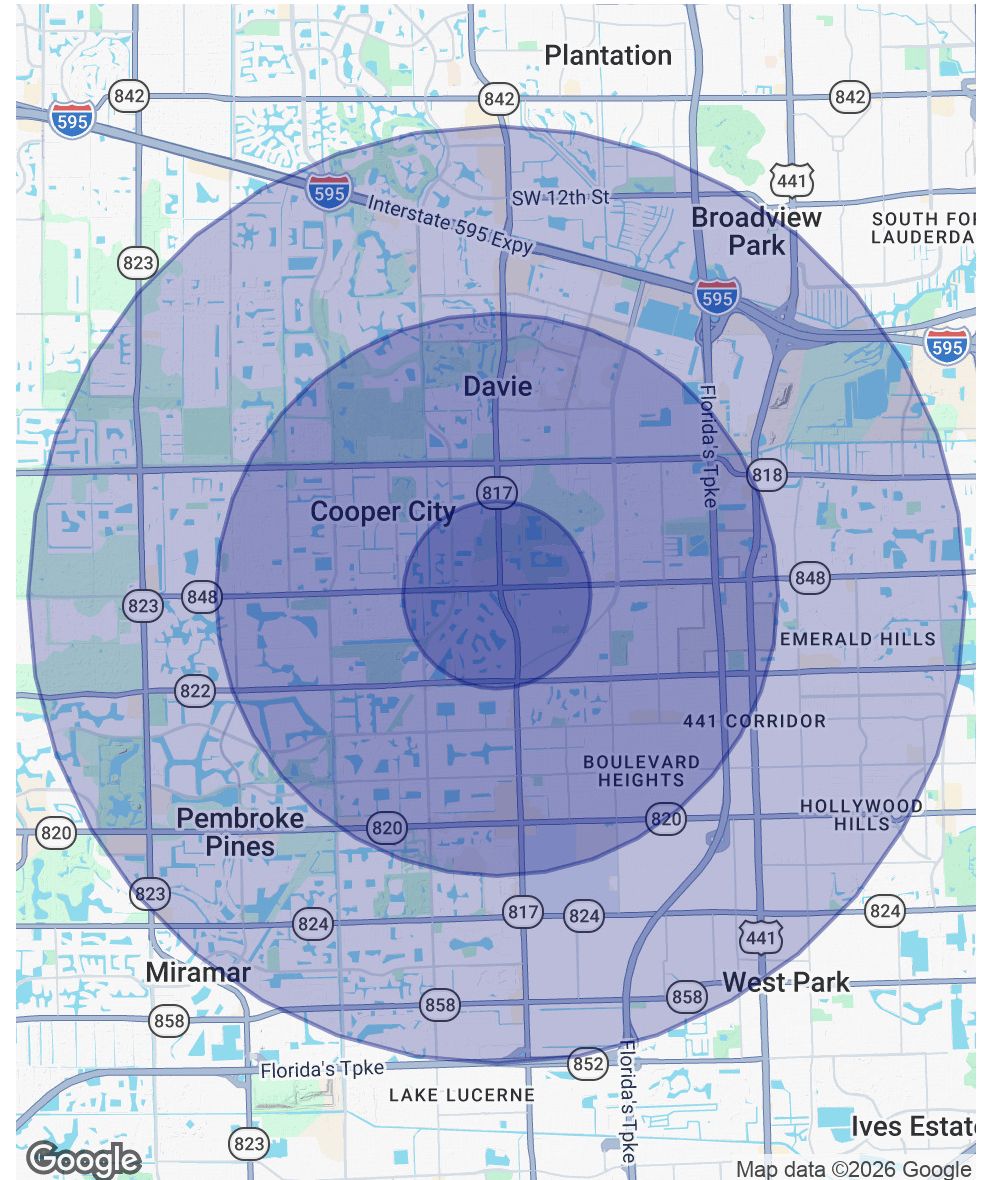 Plantation
842
842
842
595
595
441
SW 12th St
Interstate 595 Expy
Broadview
Park
SOUTH FOR
LAUDERDA
823
595
595
Davie
Florida's Tpke
818
817
Cooper City
848
848
823
EMERALD HILLS
822
441 CORRIDOR
BOULEVARD
HEIGHTS
HOLLYWOOD
HILLS
Pembroke
Pines
820
820
820
823
824
817
824
824
441
Miramar
West Park
858
858
858
Florida's Tpke
852
Florida's Tpke
LAKE LUCERNE
823
Ives Estate
Google
Map data ©2026 Google